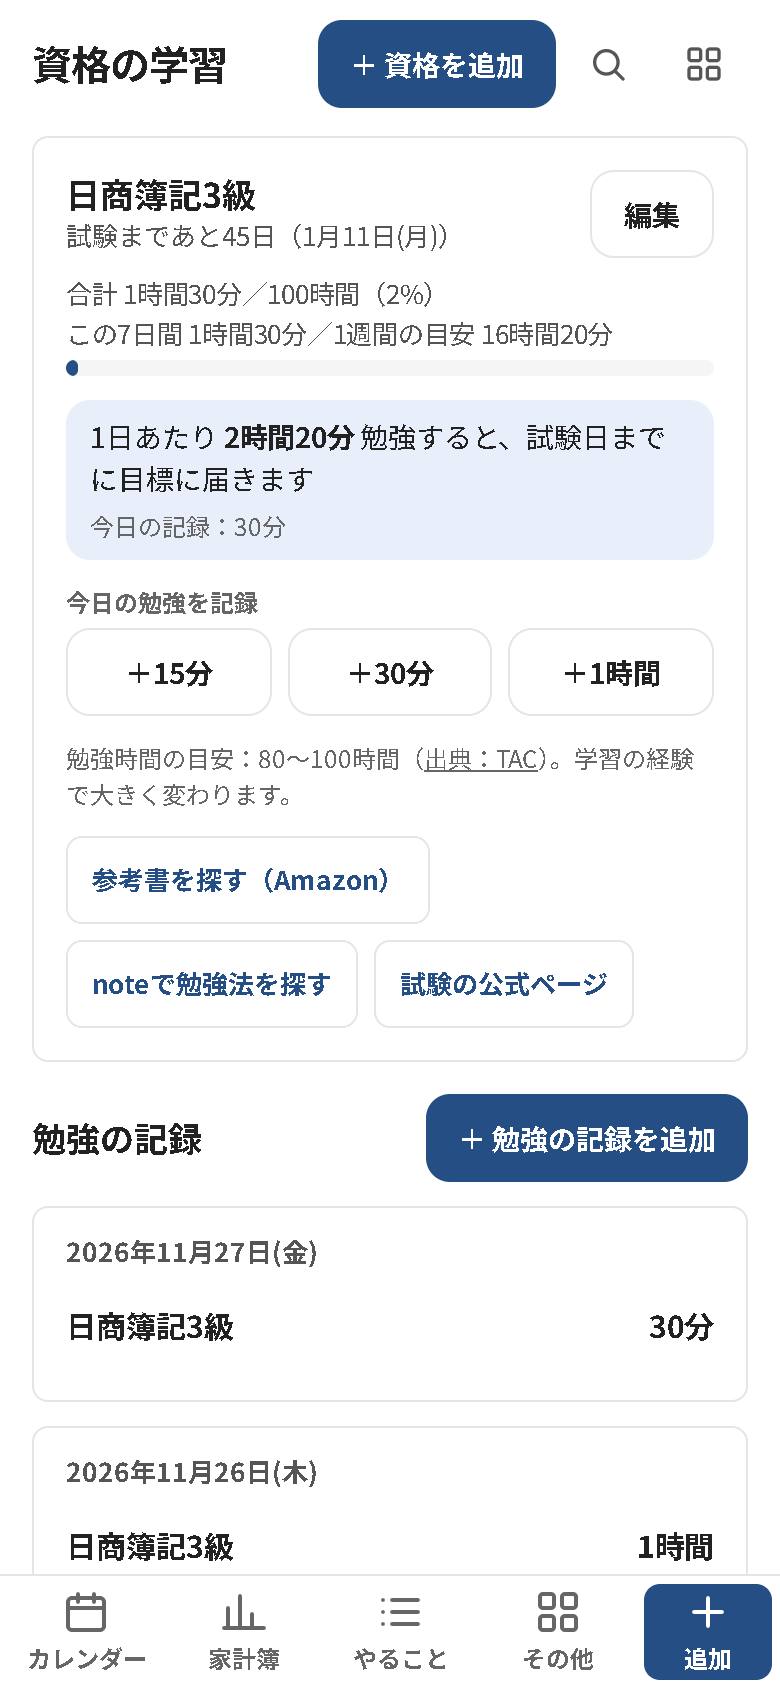 資格の学習
＋ 資格を追加
日商簿記3級
編集
試験まであと45日（1月11日(月)）
合計 1時間30分／100時間（2%）
この7日間 1時間30分／1週間の目安 16時間20分
1日あたり 2時間20分 勉強すると、試験日まで
に目標に届きます
今日の記録：30分
今日の勉強を記録
＋15分
＋30分
＋1時間
勉強時間の目安：80〜100時間（出典：TAC）。学習の経験
で大きく変わります。
参考書を探す（Amazon）
noteで勉強法を探す
試験の公式ページ
勉強の記録
＋ 勉強の記録を追加
2026年11月27日(金)
日商簿記3級
30分
2026年11月26日(木)
日商簿記3級
1時間
カレンダー
家計簿
やること
その他
追加